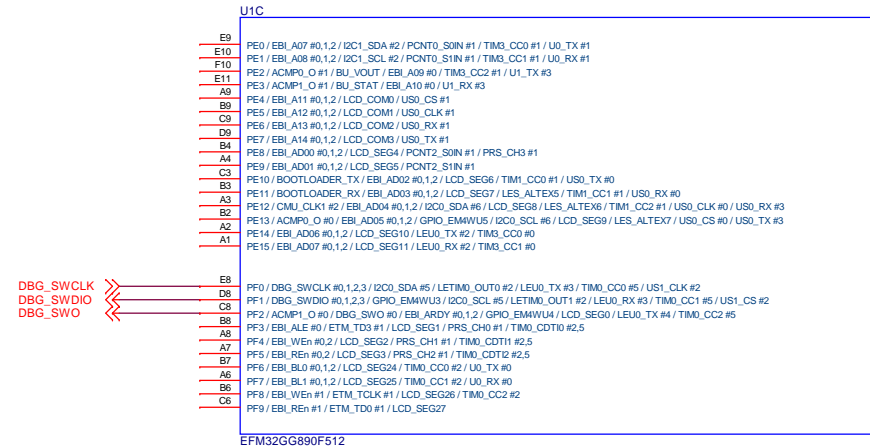 U1C
E9 PE0 / EBI_A07 #0,1,2 / I2C1_SDA #2 / PCNT0_S0IN #1 / TIM3_CC0 #1 / U0_TX #1
E10 PE1 / EBI_A08 #0,1,2 / I2C1_SCL #2 / PCNT0_S1IN #1 / TIM3_CC1 #1 / U0_RX #1
F10 PE2 / ACMP0_O #1 / BU_VOUT / EBI_A09 #0 / TIM3_CC2 #1 / U1_TX #3
E11 PE3 / ACMP1_O #1 / BU_STAT / EBI_A10 #0 / U1_RX #3
A9 PE4 / EBI_A11 #0,1,2 / LCD_COM0 / US0_CS #1
B9 PE5 / EBI_A12 #0,1,2 / LCD_COM1 / US0_CLK #1
C9 PE6 / EBI_A13 #0,1,2 / LCD_COM2 / US0_RX #1
D9 PE7 / EBI_A14 #0,1,2 / LCD_COM3 / US0_TX #1
B4 PE8 / EBI_AD00 #0,1,2 / LCD_SEG4 / PCNT2_S0IN #1 / PRS_CH3 #1
A4 PE9 / EBI_AD01 #0,1,2 / LCD_SEG5 / PCNT2_S1IN #1
C3 PE10 / BOOTLOADER_TX / EBI_AD02 #0,1,2 / LCD_SEG6 / TIM1_CC0 #1 / US0_TX #0
B3 PE11 / BOOTLOADER_RX / EBI_AD03 #0,1,2 / LCD_SEG7 / LES_ALTEX5 / TIM1_CC1 #1 / US0_RX #0
A3 PE12 / CMU_CLK1 #2 / EBI_AD04 #0,1,2 / I2C0_SDA #6 / LCD_SEG8 / LES_ALTEX6 / TIM1_CC2 #1 / US0_CLK #0 / US0_RX #3
B2 PE13 / ACMP0_O #0 / EBI_AD05 #0,1,2 / GPIO_EM4WU5 / I2C0_SCL #6 / LCD_SEG9 / LES_ALTEX7 / US0_CS #0 / US0_TX #3
A2 PE14 / EBI_AD06 #0,1,2 / LCD_SEG10 / LEU0_TX #2 / TIM3_CC0 #0
A1 PE15 / EBI_AD07 #0,1,2 / LCD_SEG11 / LEU0_RX #2 / TIM3_CC1 #0
DBG_SWCLK E8 PF0 / DBG_SWCLK #0,1,2,3 / I2C0_SDA #5 / LETIM0_OUT0 #2 / LEU0_TX #3 / TIM0_CC0 #5 / US1_CLK #2
DBG_SWDIO D8 PF1 / DBG_SWDIO #0,1,2,3 / GPIO_EM4WU3 / I2C0_SCL #5 / LETIM0_OUT1 #2 / LEU0_RX #3 / TIM0_CC1 #5 / US1_CS #2
DBG_SWO C8 PF2 / ACMP1_O #0 / DBG_SWO #0 / EBI_ARDY #0,1,2 / GPIO_EM4WU4 / LCD_SEG0 / LEU0_TX #4 / TIM0_CC2 #5
B8 PF3 / EBI_ALE #0 / ETM_TD3 #1 / LCD_SEG1 / PRS_CH0 #1 / TIM0_CDTI0 #2,5
A8 PF4 / EBI_WEn #0,2 / LCD_SEG2 / PRS_CH1 #1 / TIM0_CDTI1 #2,5
A7 PF5 / EBI_REn #0,2 / LCD_SEG3 / PRS_CH2 #1 / TIM0_CDTI2 #2,5
B7 PF6 / EBI_BL0 #0,1,2 / LCD_SEG24 / TIM0_CC0 #2 / U0_TX #0
A6 PF7 / EBI_BL1 #0,1,2 / LCD_SEG25 / TIM0_CC1 #2 / U0_RX #0
B6 PF8 / EBI_WEn #1 / ETM_TCLK #1 / LCD_SEG26 / TIM0_CC2 #2
C6 PF9 / EBI_REn #1 / ETM_TD0 #1 / LCD_SEG27
EFM32GG890F512